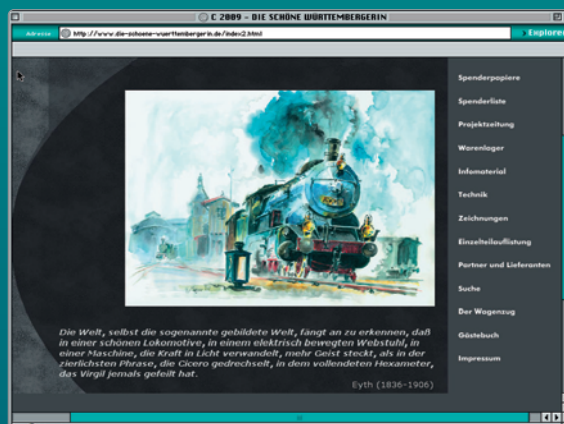 © 2009 - DIE SCHÖNE WÜRTTEMBERGERIN
Adresse
http://www.die-schoene-wuerttembergerin.de/index2.html
Explorer
Spenderpapiere
Spenderliste
Projektzeitung
Warenlager
Infomaterial
Technik
Zeichnungen
Einzelteilauflistung
Partner und Lieferanten
Suche
Der Wagenzug
Gästebuch
Impressum
Die Welt, selbst die sogenannte gebildete Welt, fängt an zu erkennen, daß
in einer schönen Lokomotive, in einem elektrisch bewegten Webstuhl, in
einer Maschine, die Kraft in Licht verwandelt, mehr Geist steckt, als in der
zierlichsten Phrase, die Cicero gedrechselt, in dem vollendeten Hexameter,
das Virgil jemals gefeilt hat.
Eyth (1836-1906)